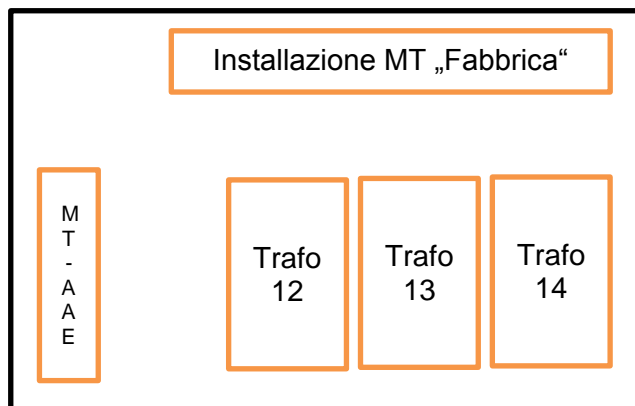 Installazione MT „Fabbrica“
M
T
-
A
A
E
Trafo
12
Trafo
13
Trafo
14